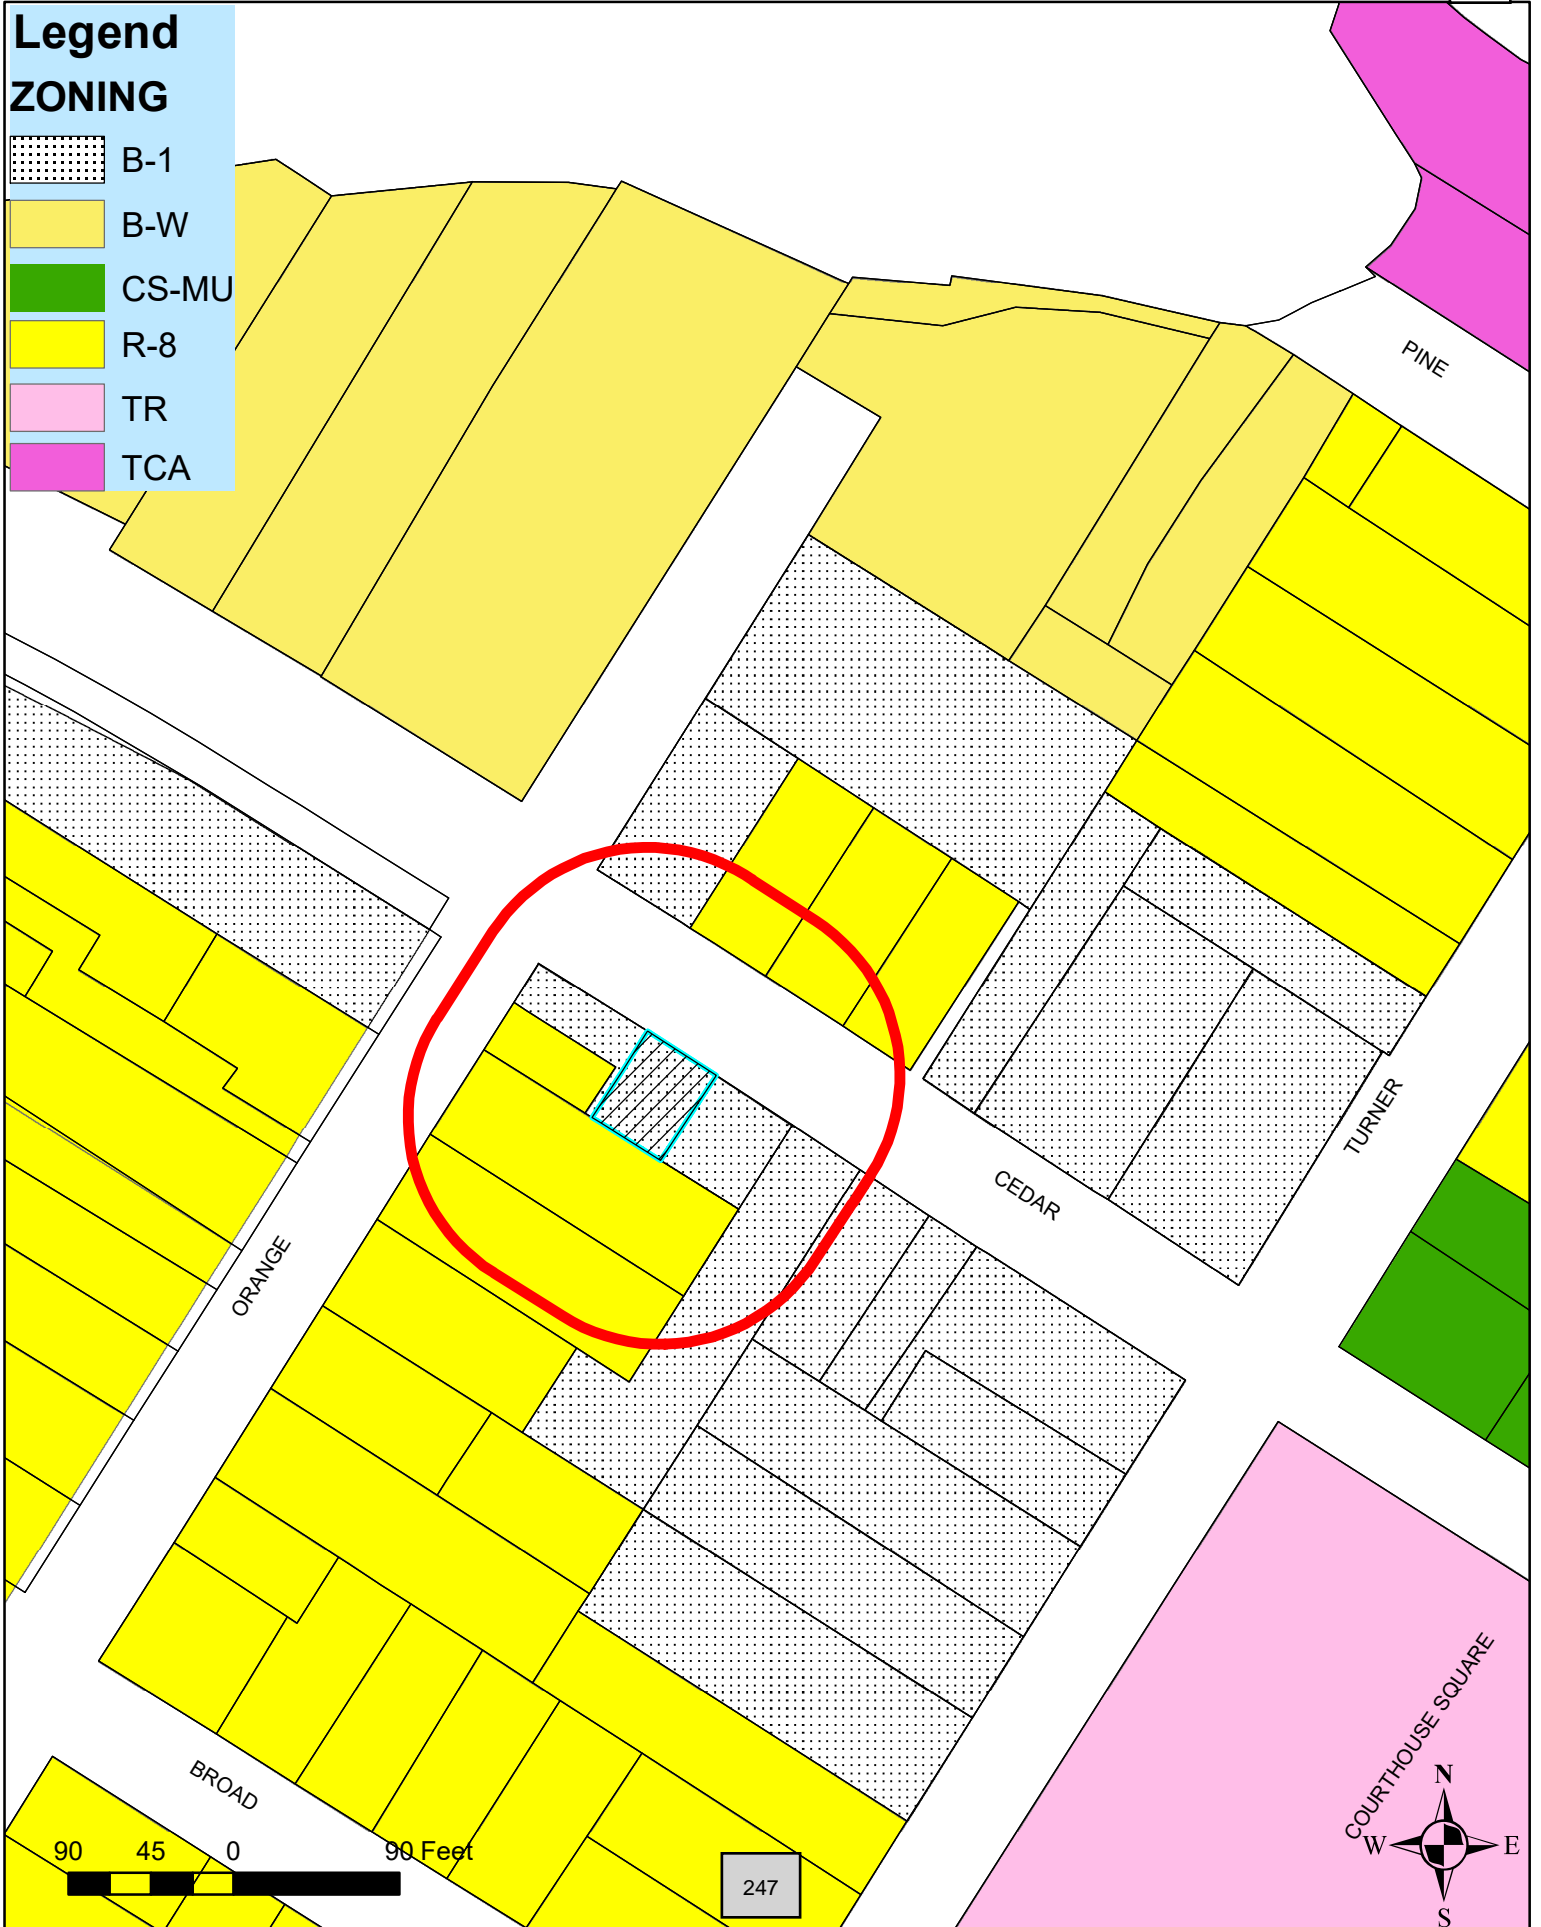 Legend
ZONING
B-1
B-W
CS-MU
R-8
TR
TCA
PINE
TURNER
CEDAR
ORANGE
COURTHOUSE SQUARE
BROAD
90 45 0 90 Feet
247
N
W E
S